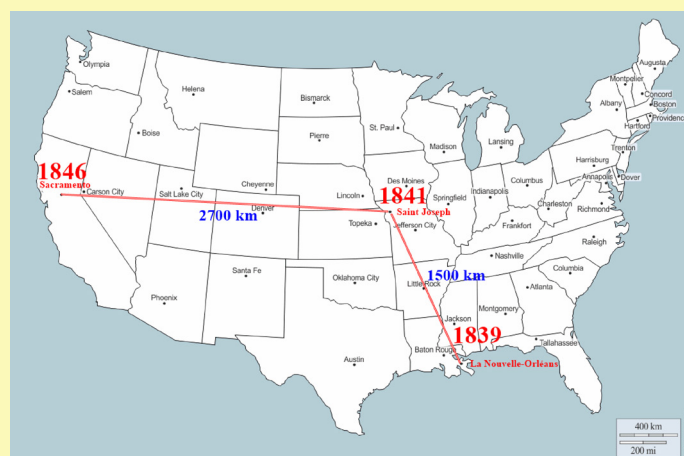 Olympia
Salem
Helena
Bismarck
St. Paul
Boise
Pierre
Madison
Lansing
Augusta
Montpelier
Concord
Albany
Boston
Providenc
Hartford
Trenton
Harrisburg
Annapolis
Dover
1846
Sacramento
Carson City
Salt Lake City
Cheyenne
Denver
2700 km
Lincoln
Des Moines
1841
Saint Joseph
Topeka
Jefferson City
Springfield
Indianapolis
Columbus
Charleston
Frankfort
Richmond
Raleigh
Nashville
Columbia
1500 km
Little Rock
Oklahoma City
Santa Fe
Phoenix
Atlanta
Montgomery
Jackson
1839
Tallahassee
Baton Rouge
La Nouvelle-Orléans
Austin
400 km
200 mi